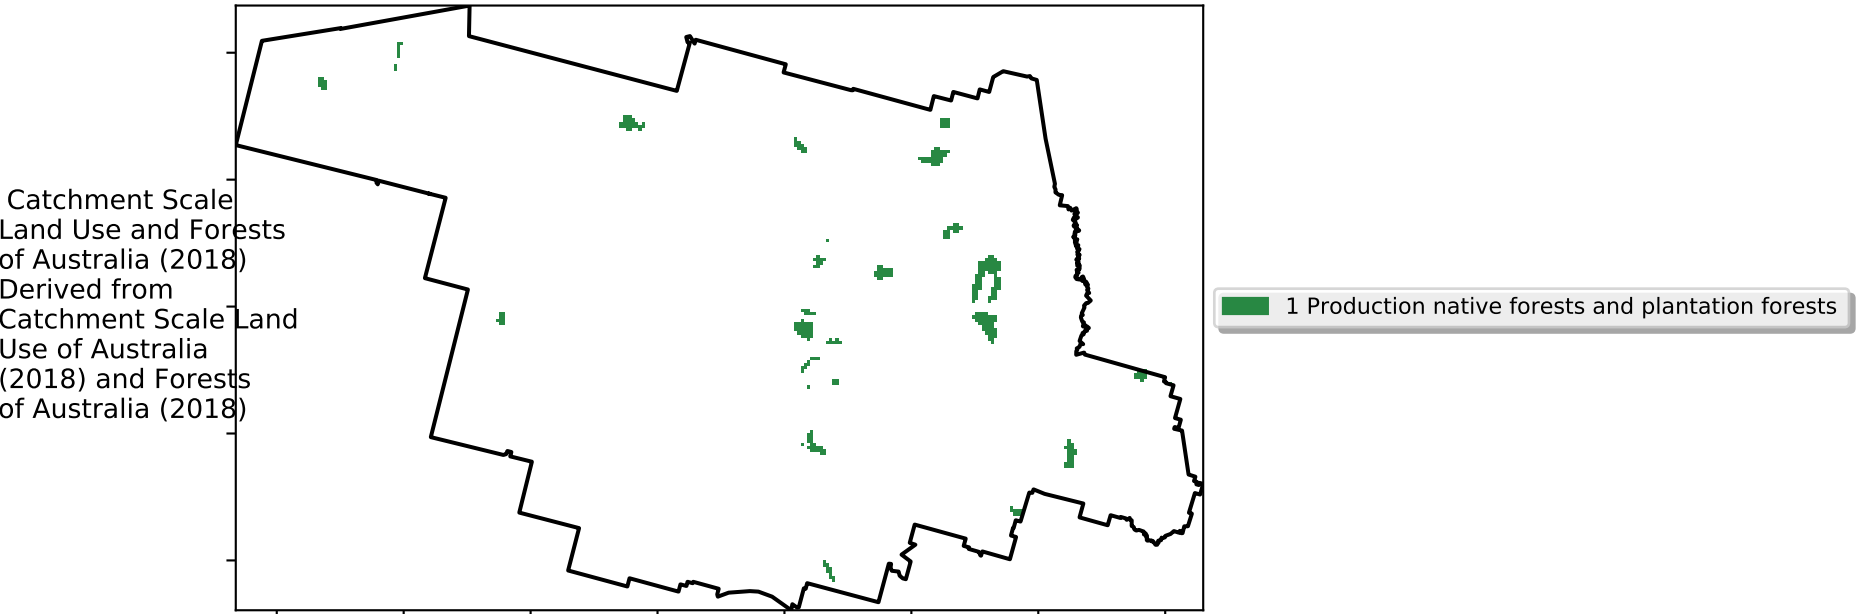 Catchment Scale
Land Use and Forests
of Australia (2018)
Derived from
Catchment Scale Land
Use of Australia
(2018) and Forests
of Australia (2018)
1 Production native forests and plantation forests